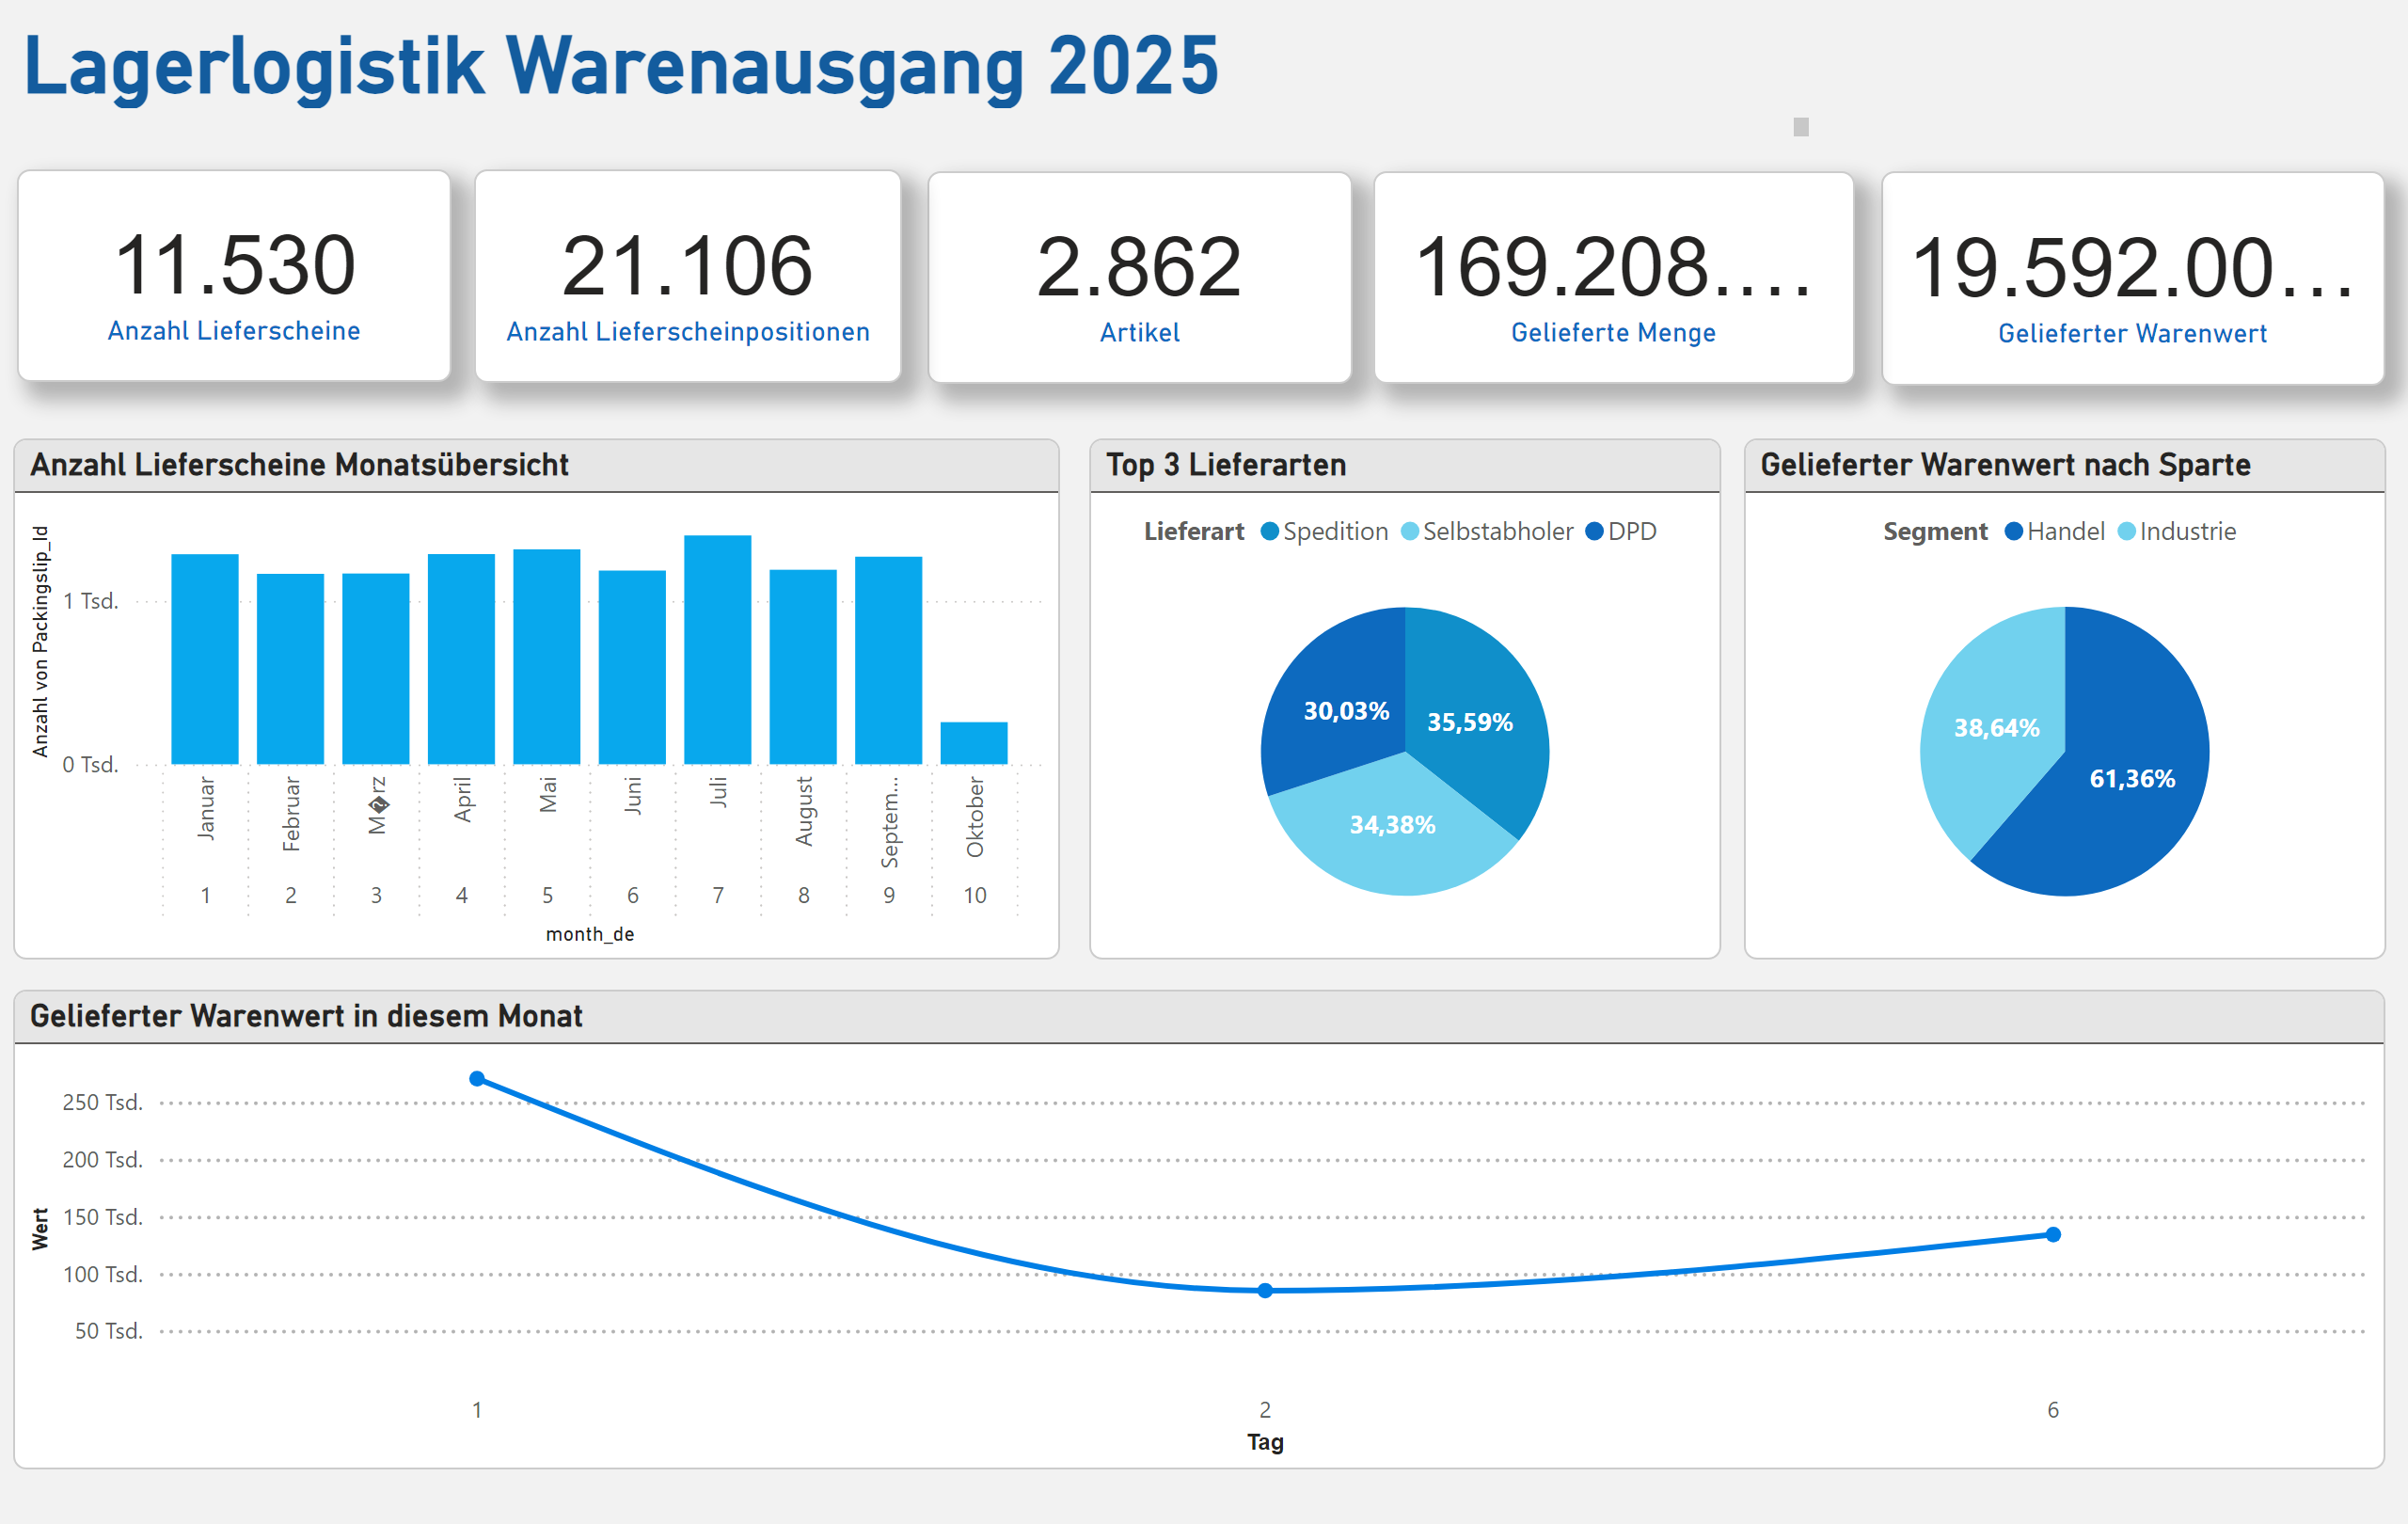 Lagerlogistik Warenausgang 2025
11.530
Anzahl Lieferscheine
21.106
Anzahl Lieferscheinpositionen
2.862
Artikel
169.208....
Gelieferte Menge
19.592.00...
Gelieferter Warenwert
Anzahl Lieferscheine Monatsübersicht
Anzahl von Packingslip_Id
1 Tsd.
0 Tsd.
Januar
Februar
M�rz
April
Mai
Juni
Juli
August
Septem...
Oktober
1 2 3 4 5 6 7 8 9 10
month_de
Top 3 Lieferarten
Lieferart Spedition Selbstabholer DPD
30,03%
35,59%
34,38%
Gelieferter Warenwert nach Sparte
Segment Handel Industrie
38,64%
61,36%
Gelieferter Warenwert in diesem Monat
Wert
250 Tsd.
200 Tsd.
150 Tsd.
100 Tsd.
50 Tsd.
1 2 6
Tag